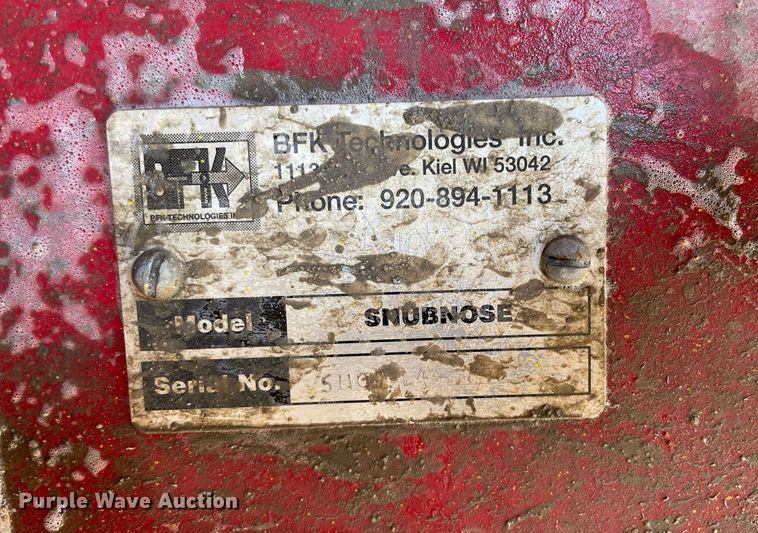 BFK
BFK TECHNOLOGIES
BFK Technologies Inc.
Kiel WI 53042
Phone: 920-894-1113
Model SNUBNOSE
Serial No.
Purple Wave Auction